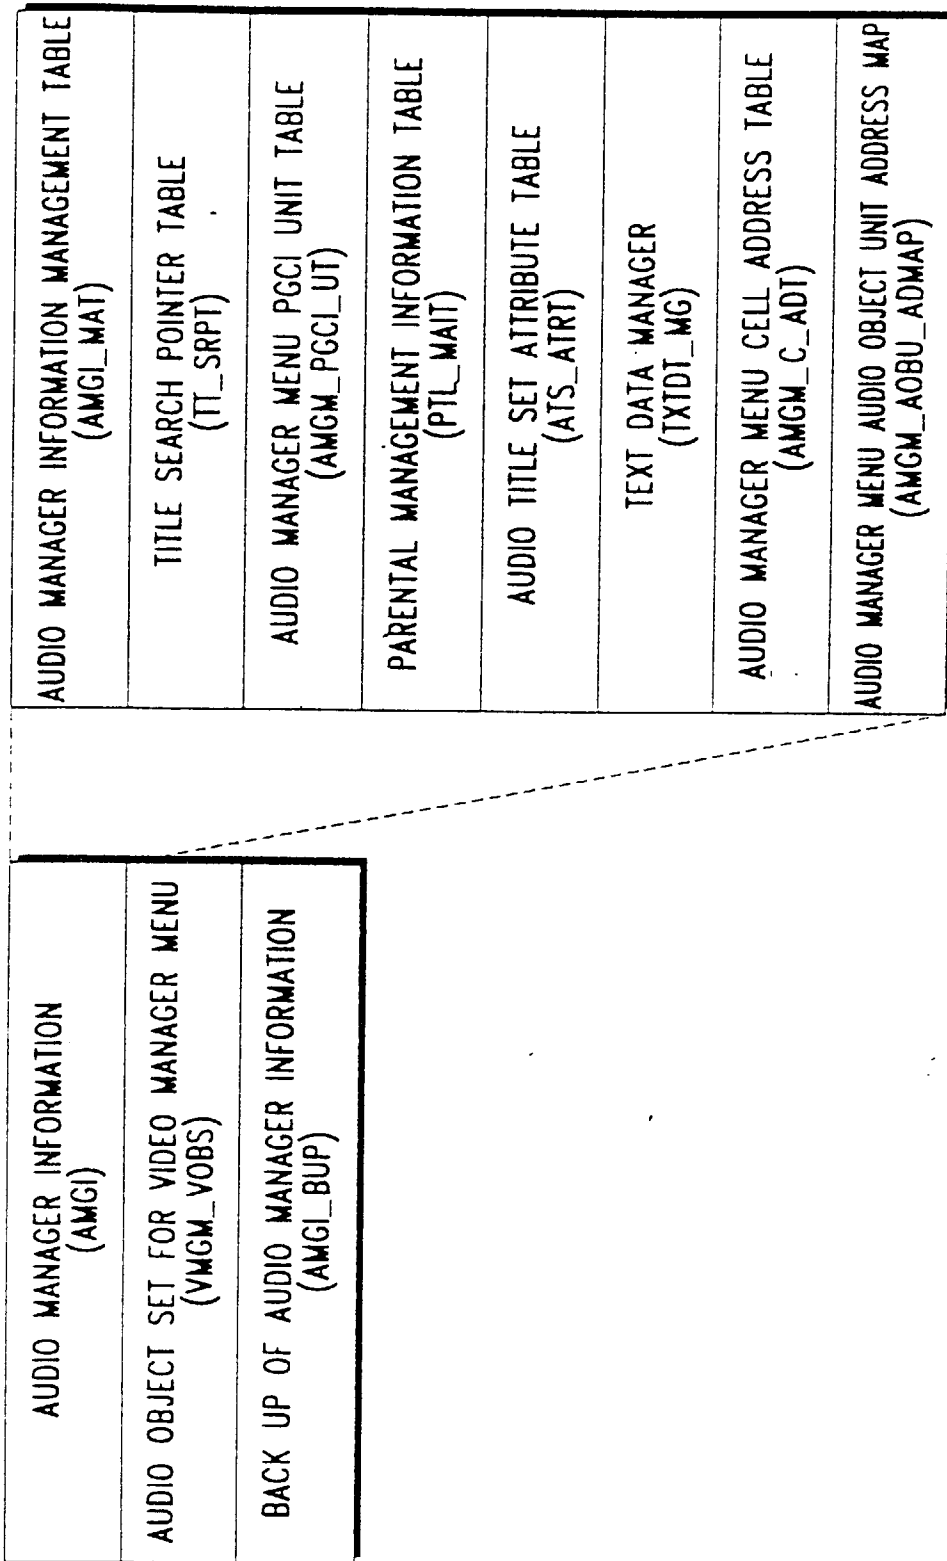 AUDIO MANAGER INFORMATION
(AMGI)
AUDIO OBJECT SET FOR VIDEO MANAGER MENU
(VMGM_VOBS)
BACK UP OF AUDIO MANAGER INFORMATION
(AMGI_BUP)
AUDIO MANAGER INFORMATION MANAGEMENT TABLE
(AMGI_MAT)
TITLE SEARCH POINTER TABLE
(TT_SRPT)
AUDIO MANAGER MENU PGCI UNIT TABLE
(AMGM_PGCI_UT)
PARENTAL MANAGEMENT INFORMATION TABLE
(PTL_MAIT)
AUDIO TITLE SET ATTRIBUTE TABLE
(ATS_ATRT)
TEXT DATA MANAGER
(TXTDT_MG)
AUDIO MANAGER MENU CELL ADDRESS TABLE
(AMGM_C_ADT)
AUDIO MANAGER MENU AUDIO OBJECT UNIT ADDRESS MAP
(AMGM_AOBU_ADMAP)